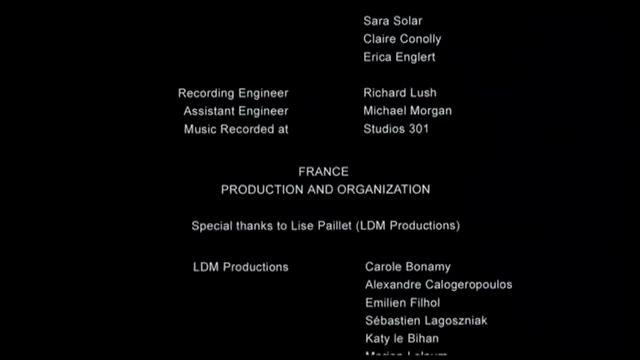 Sara Solar
Claire Conolly
Erica Englert
Recording Engineer Richard Lush
Assistant Engineer Michael Morgan
Music Recorded at Studios 301
FRANCE
PRODUCTION AND ORGANIZATION
Special thanks to Lise Paillet (LDM Productions)
LDM Productions Carole Bonamy
Alexandre Calogeropoulos
Emilien Filhol
Sébastien Lagoszniak
Katy le Bihan